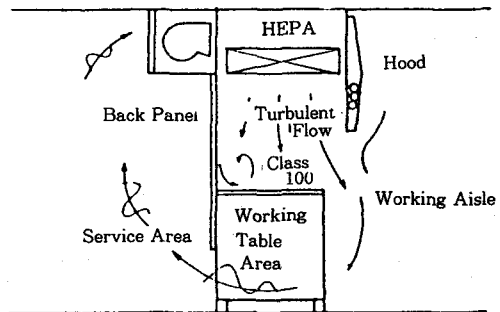 HEPA
Hood
Back Panel
Turbulent
Flow
Class
100
Working Aisle
Working
Table
Area
Service Area